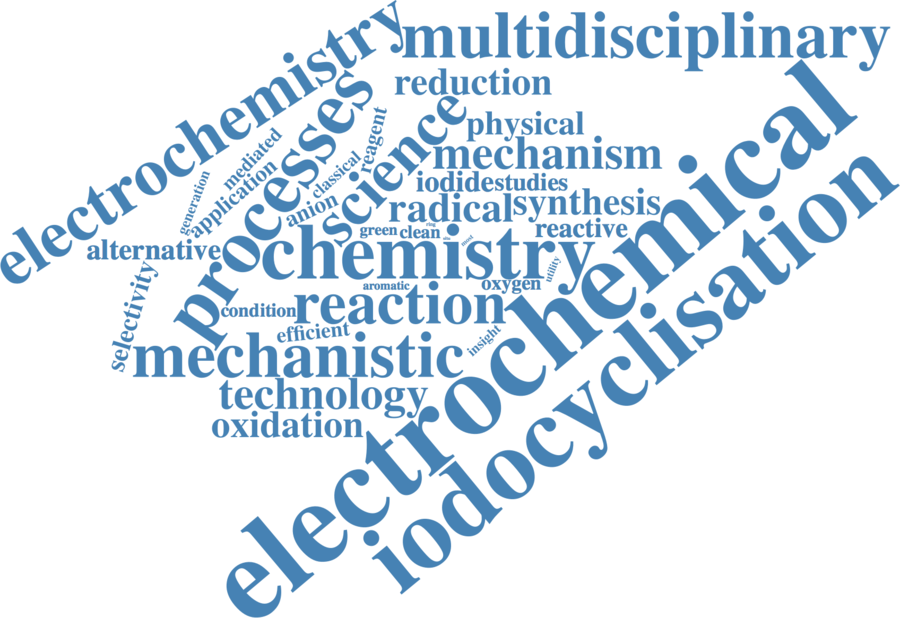 electrochemistry
multidisciplinary
reduction
processes
science
physical
mechanism
mediated
reagent
classical
application
generation
anion
iodide
studies
radical
synthesis
electrochemical
alternative
green
clean
ring
reactive
chemistry
utility
selectivity
aromatic
oxygen
condition
reaction
efficient
insight
mechanistic
iodocyclisation
technology
oxidation